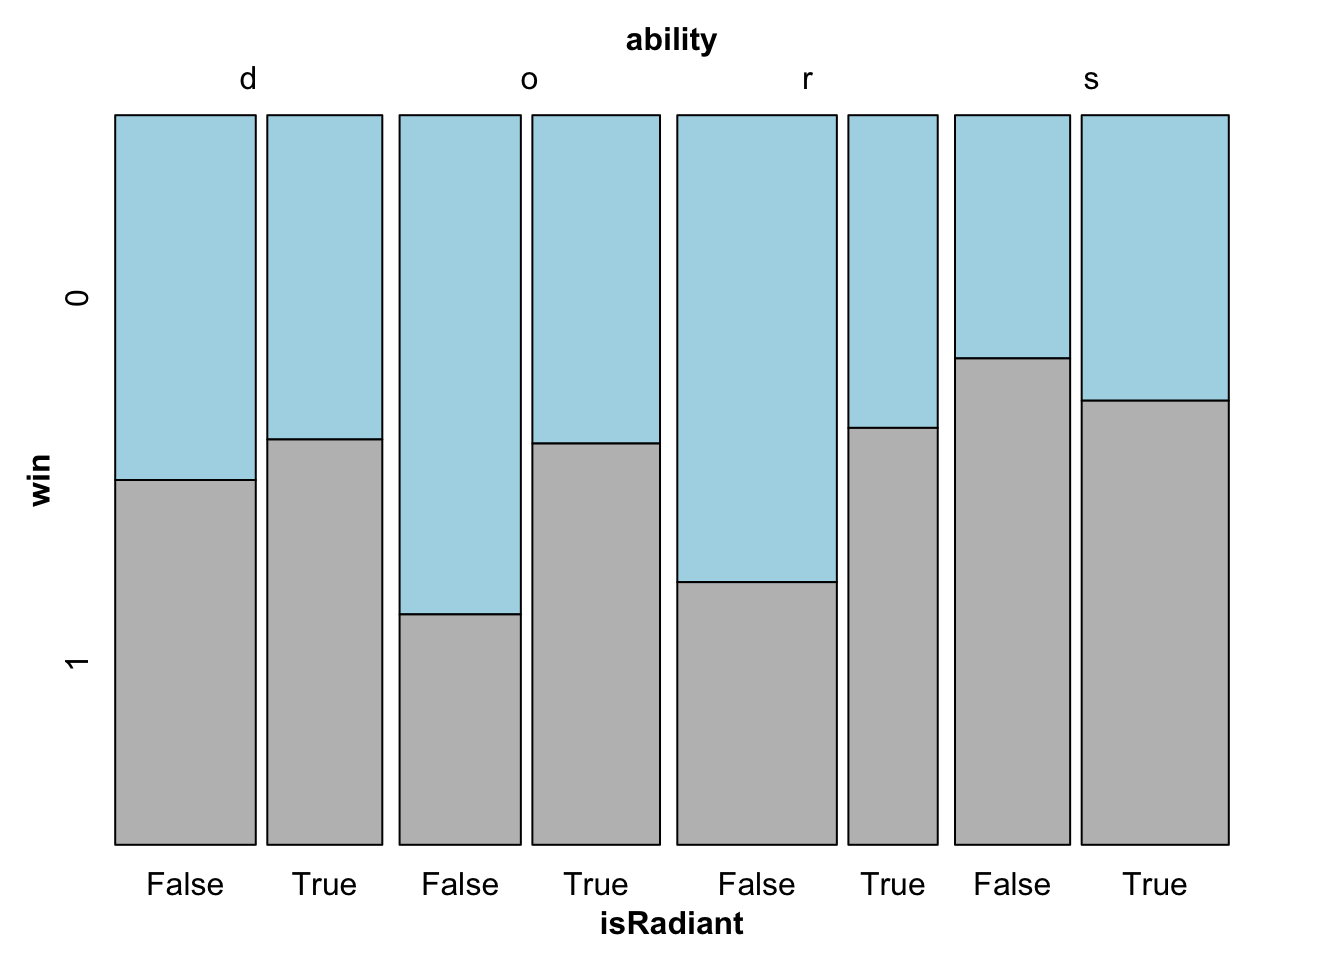 ability
d o r s
0
win
1
False True False True False True False True
isRadiant